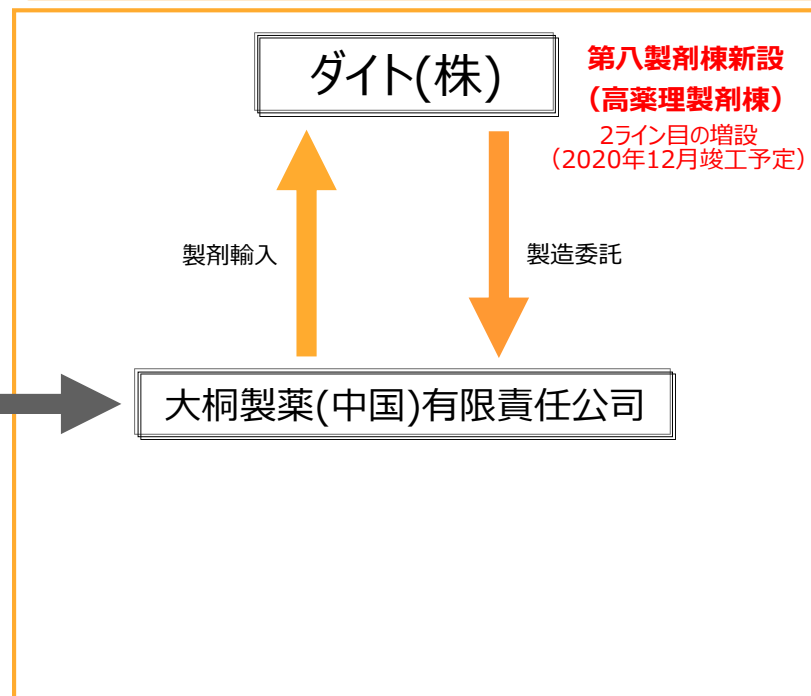 ダイト(株)
第八製剤棟新設
（高薬理製剤棟）
2ライン目の増設
（2020年12月竣工予定）
製剤輸入
製造委託
大桐製薬(中国)有限責任公司